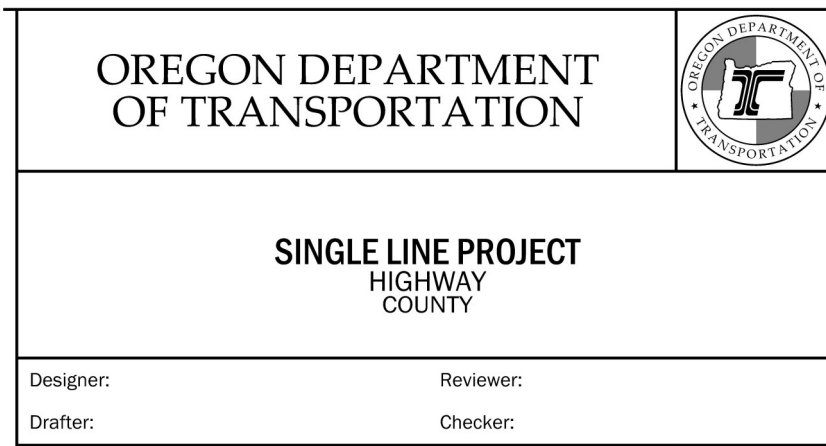 OREGON DEPARTMENT
OF TRANSPORTATION
OREGON DEPARTMENT OF
★ TRANSPORTATION ★
SINGLE LINE PROJECT
HIGHWAY
COUNTY
Designer: Reviewer:
Drafter: Checker: